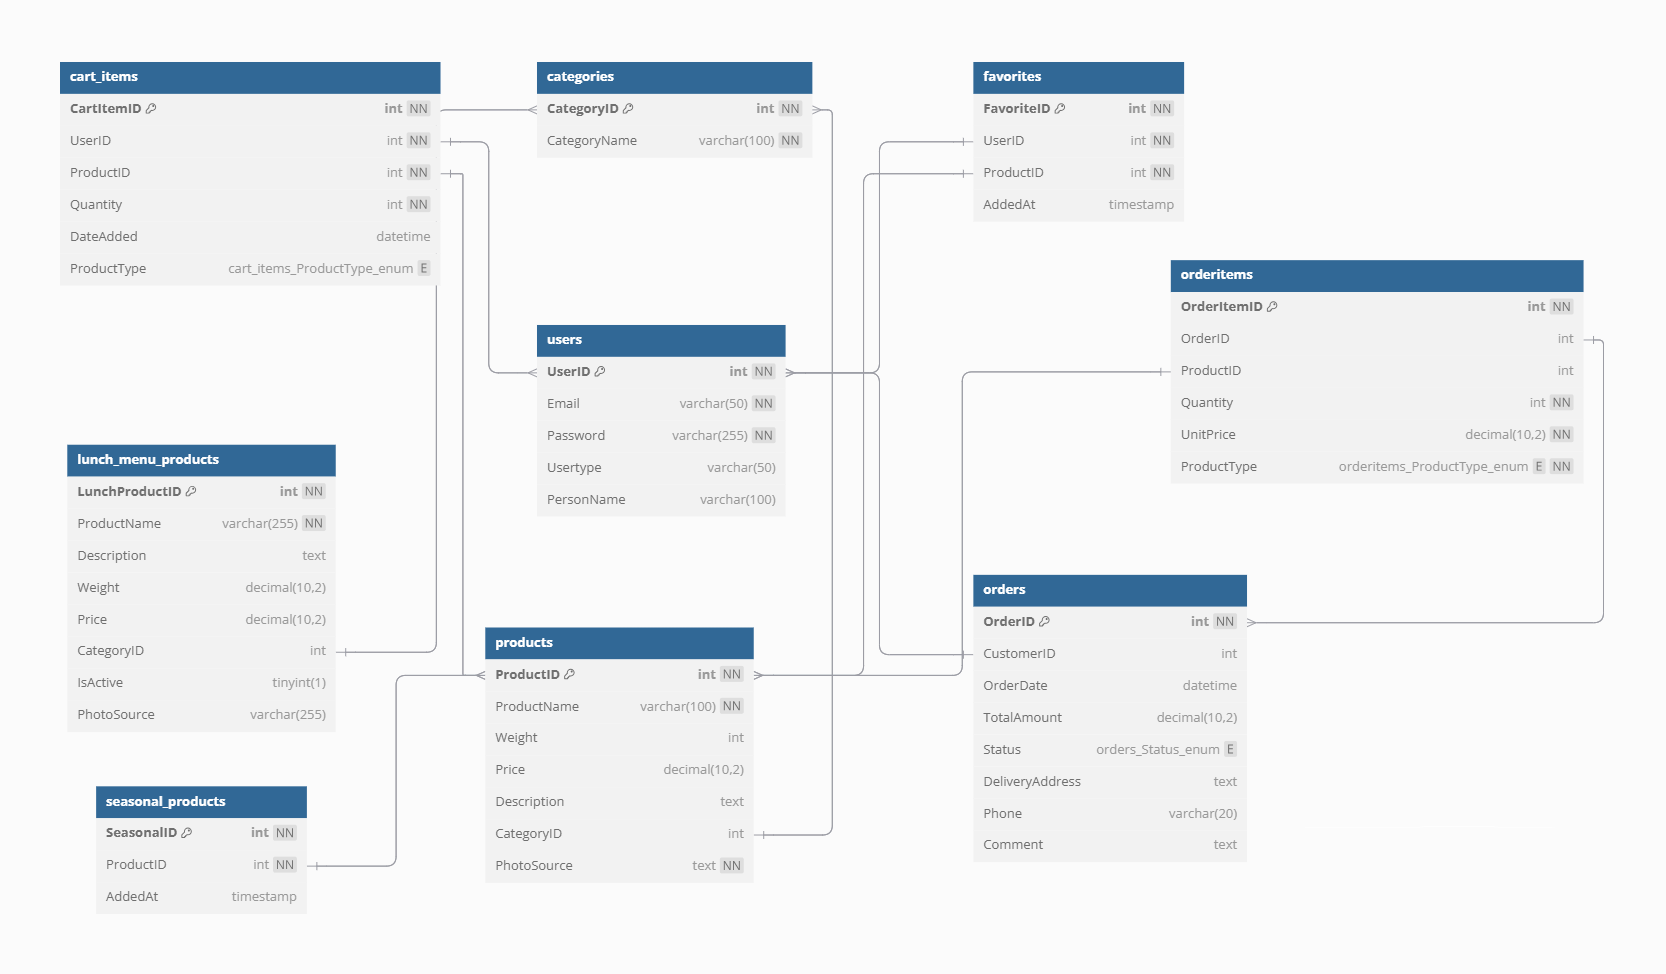 cart_items
CartItemID int NN
UserID int NN
ProductID int NN
Quantity int NN
DateAdded datetime
ProductType cart_items_ProductType_enum E
categories
CategoryID int NN
CategoryName varchar(100) NN
favorites
FavoriteID int NN
UserID int NN
ProductID int NN
AddedAt timestamp
orderitems
OrderItemID int NN
OrderID int
ProductID int
Quantity int NN
UnitPrice decimal(10,2) NN
ProductType orderitems_ProductType_enum E NN
users
UserID int NN
Email varchar(50) NN
Password varchar(255) NN
Usertype varchar(50)
PersonName varchar(100)
lunch_menu_products
LunchProductID int NN
ProductName varchar(255) NN
Description text
Weight decimal(10,2)
Price decimal(10,2)
CategoryID int
IsActive tinyint(1)
PhotoSource varchar(255)
products
ProductID int NN
ProductName varchar(100) NN
Weight int
Price decimal(10,2)
Description text
CategoryID int
PhotoSource text NN
orders
OrderID int NN
CustomerID int
OrderDate datetime
TotalAmount decimal(10,2)
Status orders_Status_enum E
DeliveryAddress text
Phone varchar(20)
Comment text
seasonal_products
SeasonalID int NN
ProductID int NN
AddedAt timestamp